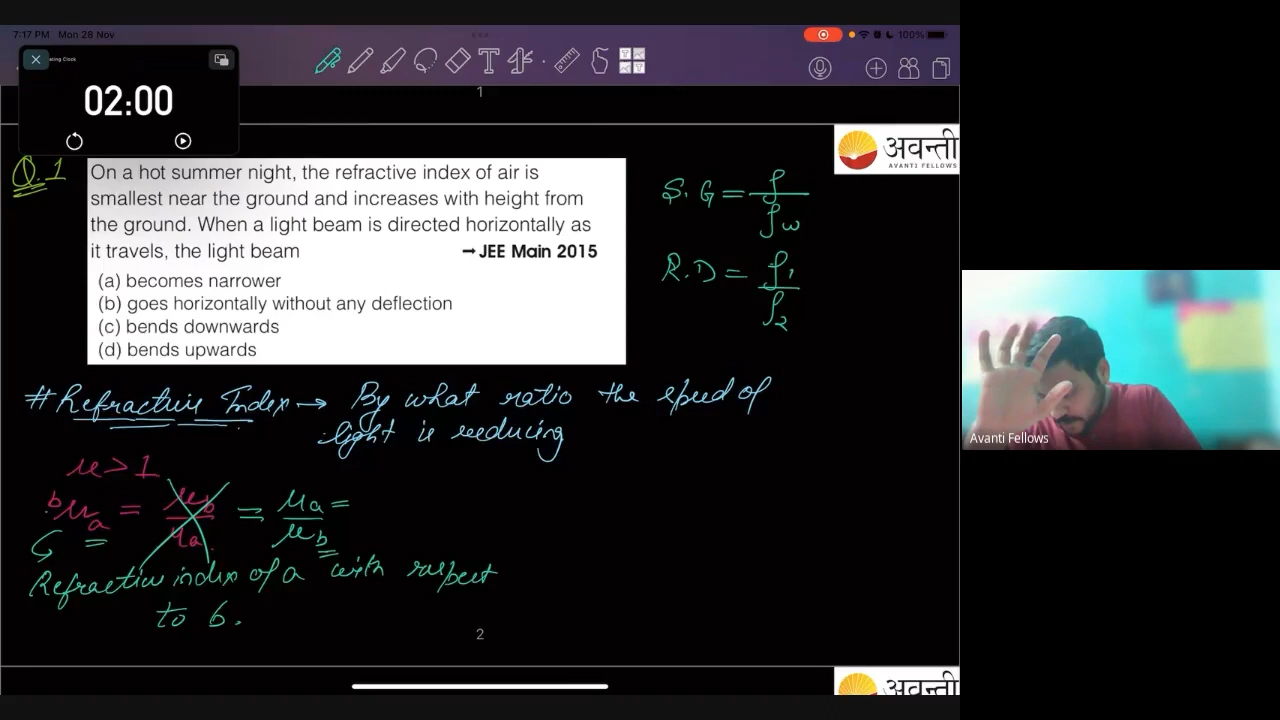 7:17 PM Mon 28 Nov
100%
02:00
1
अवन्ती
AVANTI FELLOWS
Q.1
On a hot summer night, the refractive index of air is
smallest near the ground and increases with height from
the ground. When a light beam is directed horizontally as
it travels, the light beam → JEE Main 2015
(a) becomes narrower
(b) goes horizontally without any deflection
(c) bends downwards
(d) bends upwards
S.G = ρ/ρw
R.D = ρ1/ρ2
# Refractive Index → By what ratio the speed of
light is reducing
μ > 1
bμa = μb/μa = μa/μb =
Refractive index of a with respect
to b.
2
अवन्ती
Avanti Fellows